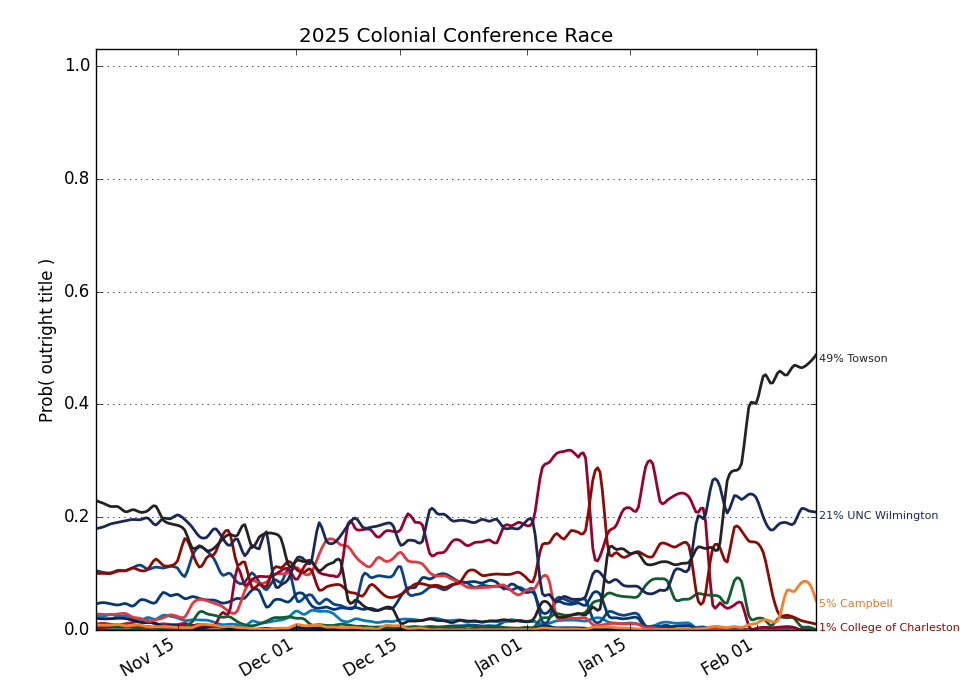 2025 Colonial Conference Race
Prob( outright title )
1.0
0.8
0.6
0.4
0.2
0.0
49% Towson
21% UNC Wilmington
5% Campbell
1% College of Charleston
Nov 15
Dec 01
Dec 15
Jan 01
Jan 15
Feb 01